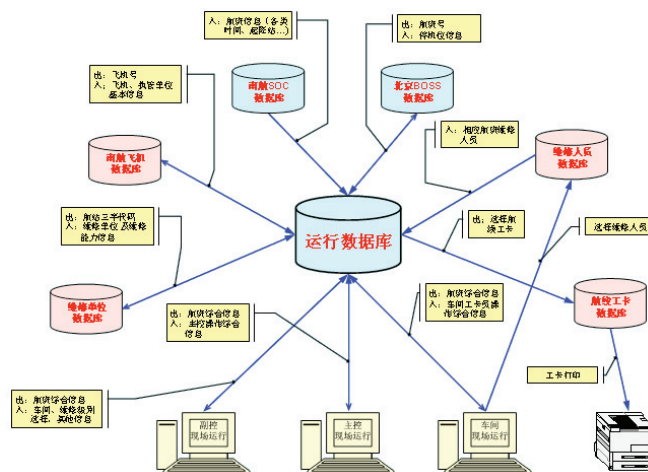 入：航班信息（各类
时间、起降站...）
出：航班号
入：停机位信息
出：飞机号
入：飞机、执管单位
基本信息
南航SOC
数据库
北京BOSS
数据库
入：相应航班维修
人员
南航飞机
数据库
维修人员
数据库
出：航站三字代码
入：维修单位及维修
能力信息
运行数据库
出：选择航
线工卡
选择维修人员
维修单位
数据库
航线工卡
数据库
出：航班综合信息
入：主控操作综合
信息
出：航班综合信息
入：车间工卡员操
作综合信息
工卡打印
出：航班综合信息
入：车间、维修级别
选择、其他信息
副控
现场运行
主控
现场运行
车间
现场运行